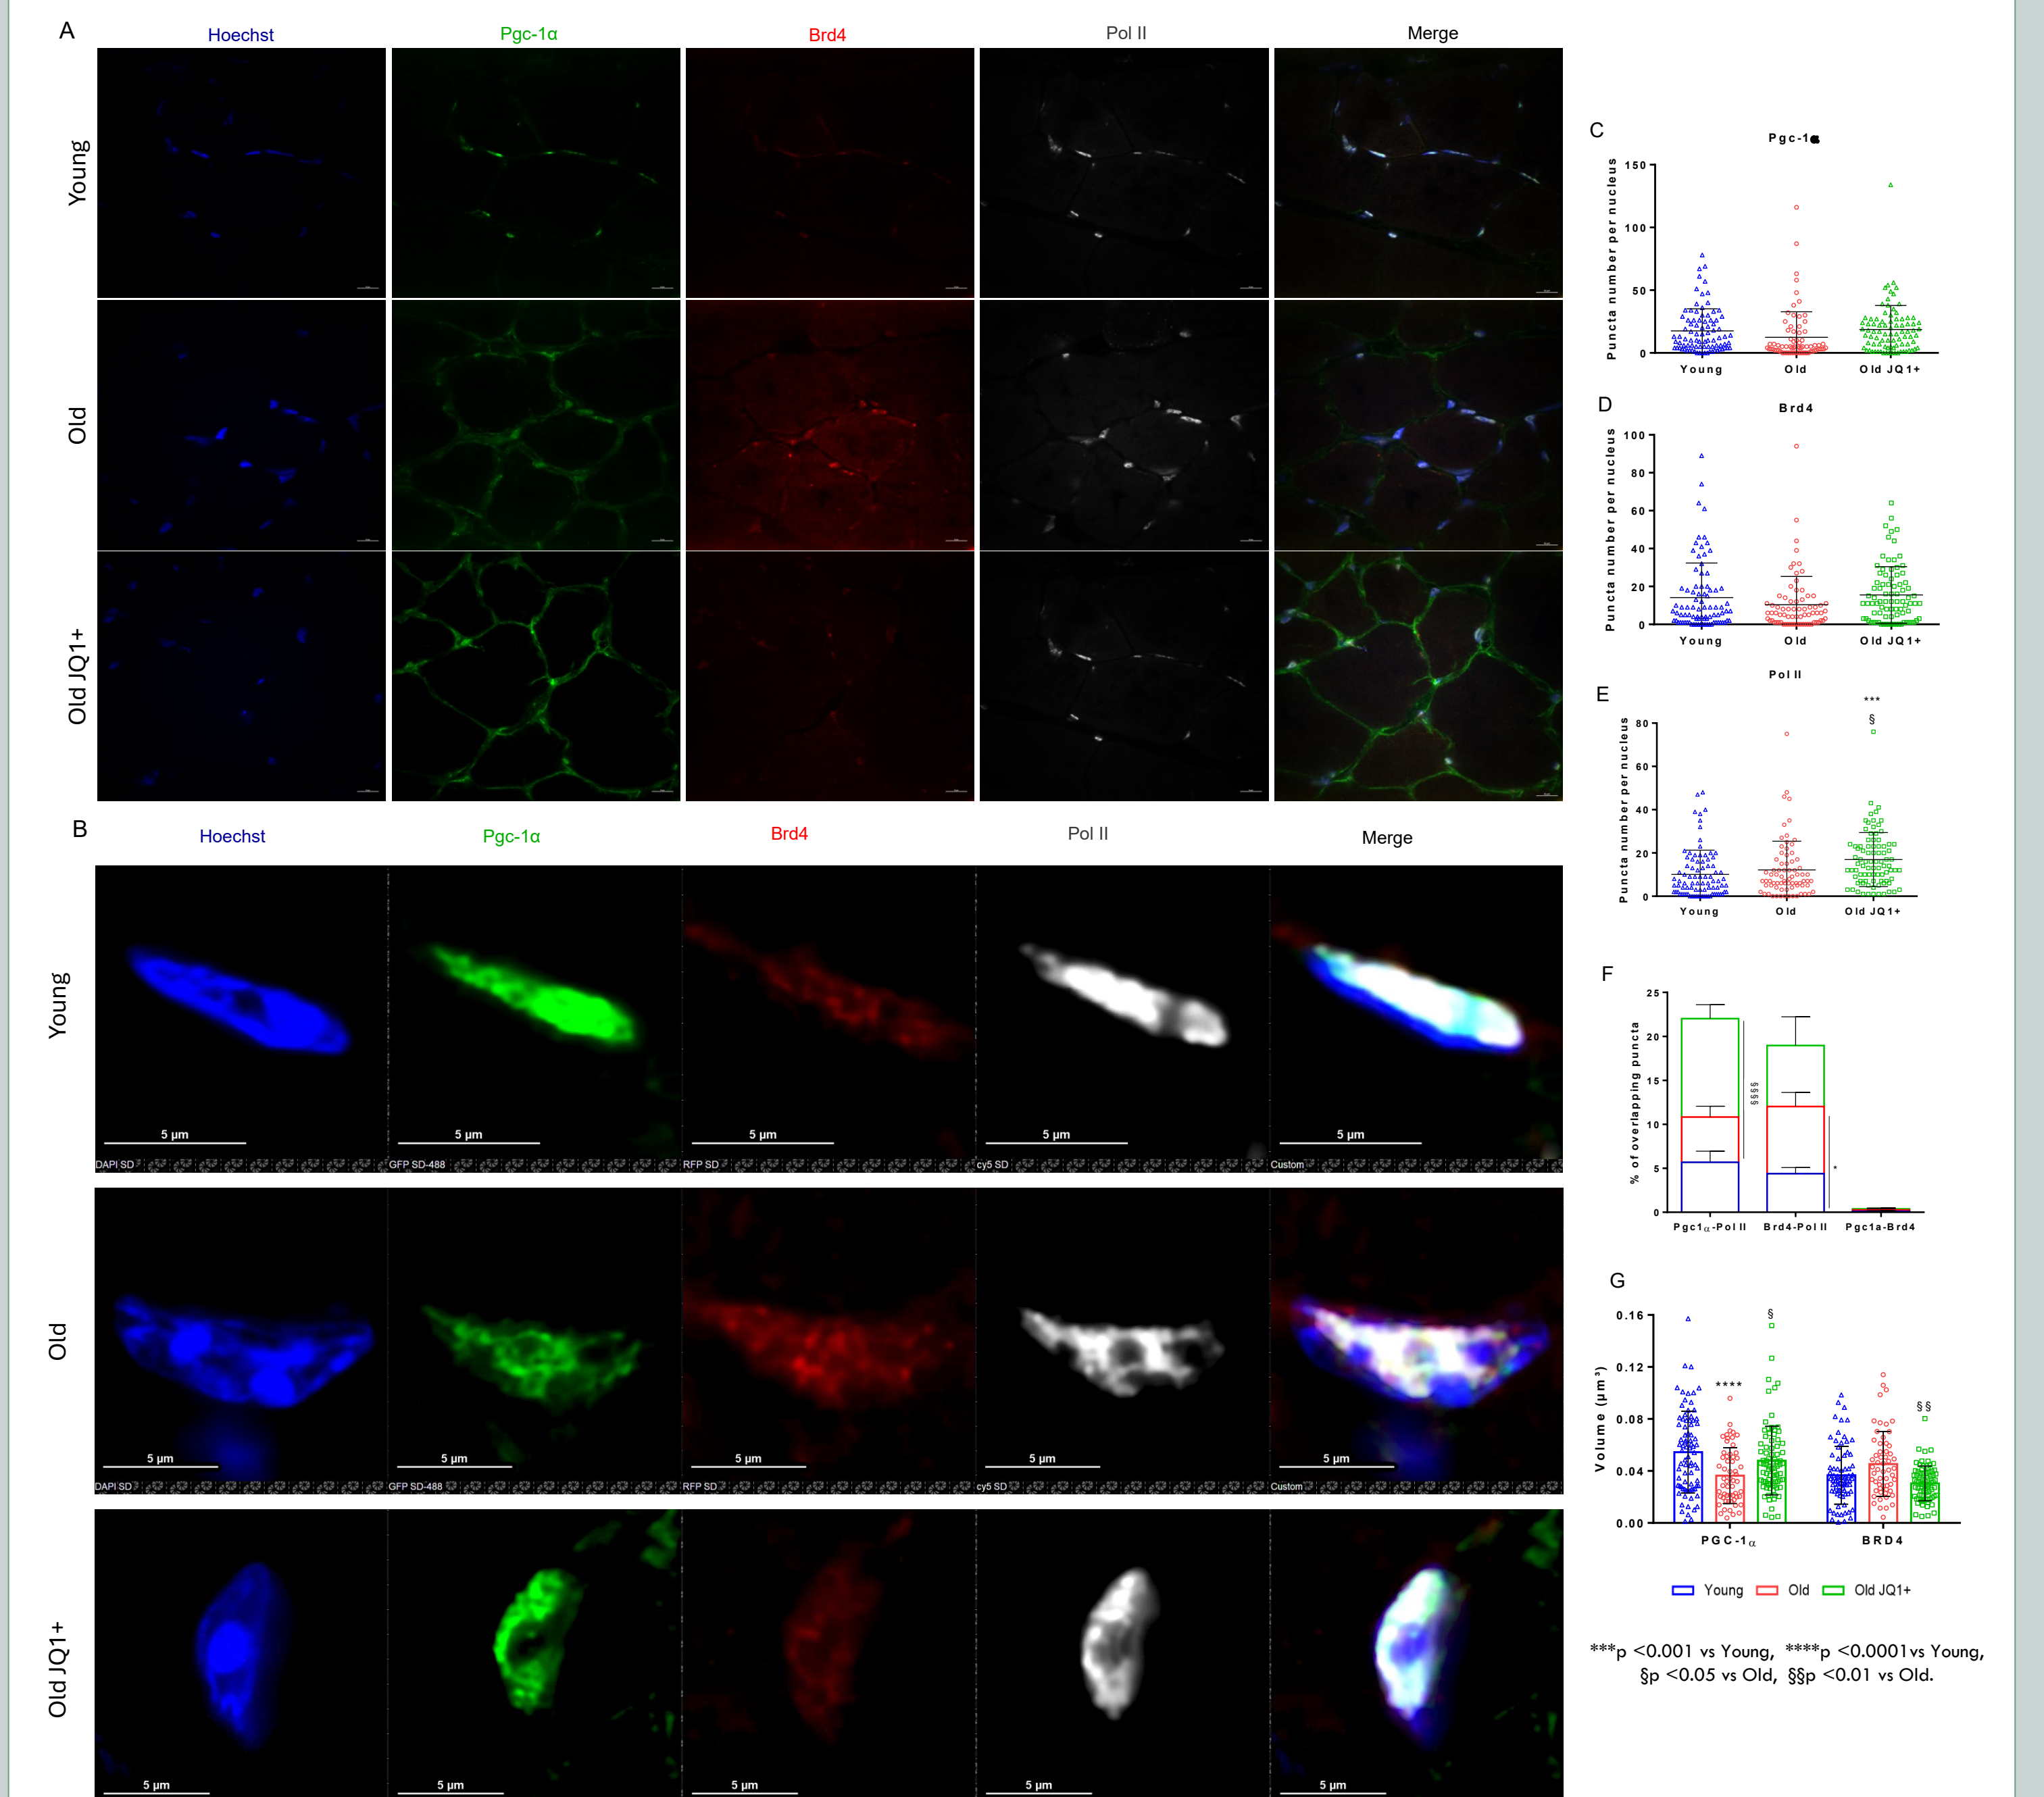 A
Hoechst Pgc-1α Brd4 Pol II Merge
Young
Old
Old JQ1+
B
Hoechst Pgc-1α Brd4 Pol II Merge
Young
5 µm 5 µm 5 µm 5 µm 5 µm
DAPI SD GFP SD-488 RFP SD cy5 SD Custom
Old
5 µm 5 µm 5 µm 5 µm 5 µm
DAPI SD GFP SD-488 RFP SD cy5 SD Custom
Old JQ1+
5 µm 5 µm 5 µm 5 µm 5 µm
C
Pgc-1α
Puncta number per nucleus
150
100
50
0
Young Old Old JQ1+
D
Brd4
Puncta number per nucleus
100
80
60
40
20
0
Young Old Old JQ1+
Pol II
E
***
§
Puncta number per nucleus
80
60
40
20
0
Young Old Old JQ1+
F
% of overlapping puncta
25
20
15
10
5
0
§§§§
*
Pgc1α-Pol II Brd4-Pol II Pgc1a-Brd4
G
Volume (µm³)
0.16
0.12
0.08
0.04
0.00
****
§
§§
PGC-1α BRD4
Young Old Old JQ1+
***p <0.001 vs Young, ****p <0.0001vs Young,
§p <0.05 vs Old, §§p <0.01 vs Old.